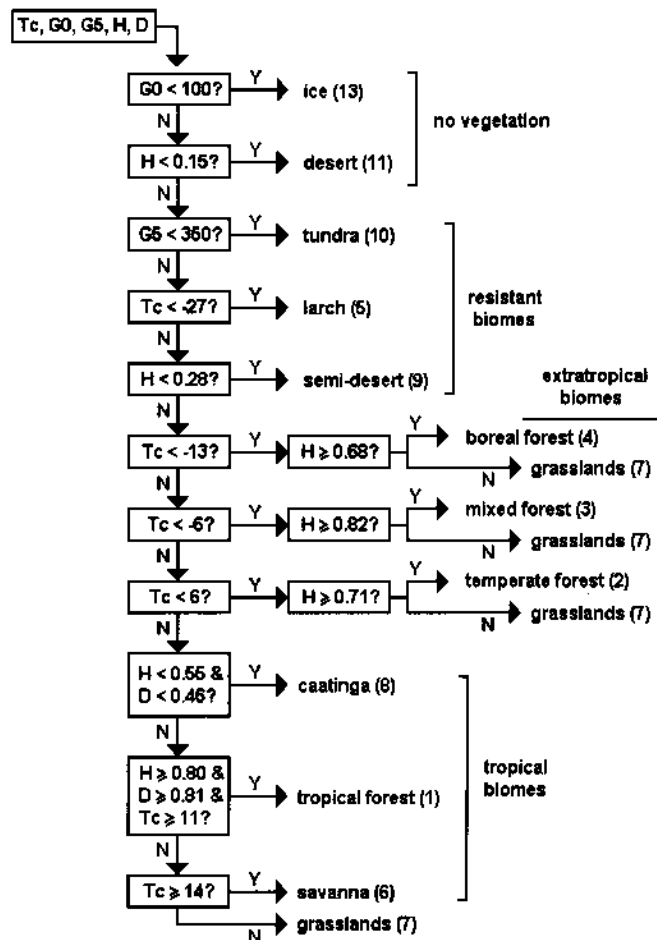 Tc, G0, G5, H, D
G0 < 100?
Y
ice (13)
N
no vegetation
H < 0.15?
Y
desert (11)
N
G5 < 350?
Y
tundra (10)
N
resistant
biomes
Tc < -27?
Y
larch (5)
N
H < 0.28?
Y
semi-desert (9)
N
extratropical
biomes
Tc < -13?
Y
H ⩾ 0.68?
Y
boreal forest (4)
N
grasslands (7)
N
Tc < -6?
Y
H ⩾ 0.82?
Y
mixed forest (3)
N
grasslands (7)
N
Tc < 6?
Y
H ⩾ 0.71?
Y
temperate forest (2)
N
grasslands (7)
N
H < 0.55 &
D < 0.46?
Y
caatinga (8)
N
tropical
biomes
H ⩾ 0.80 &
D ⩾ 0.81 &
Tc ⩾ 11?
Y
tropical forest (1)
N
Tc ⩾ 14?
Y
savanna (6)
N
grasslands (7)